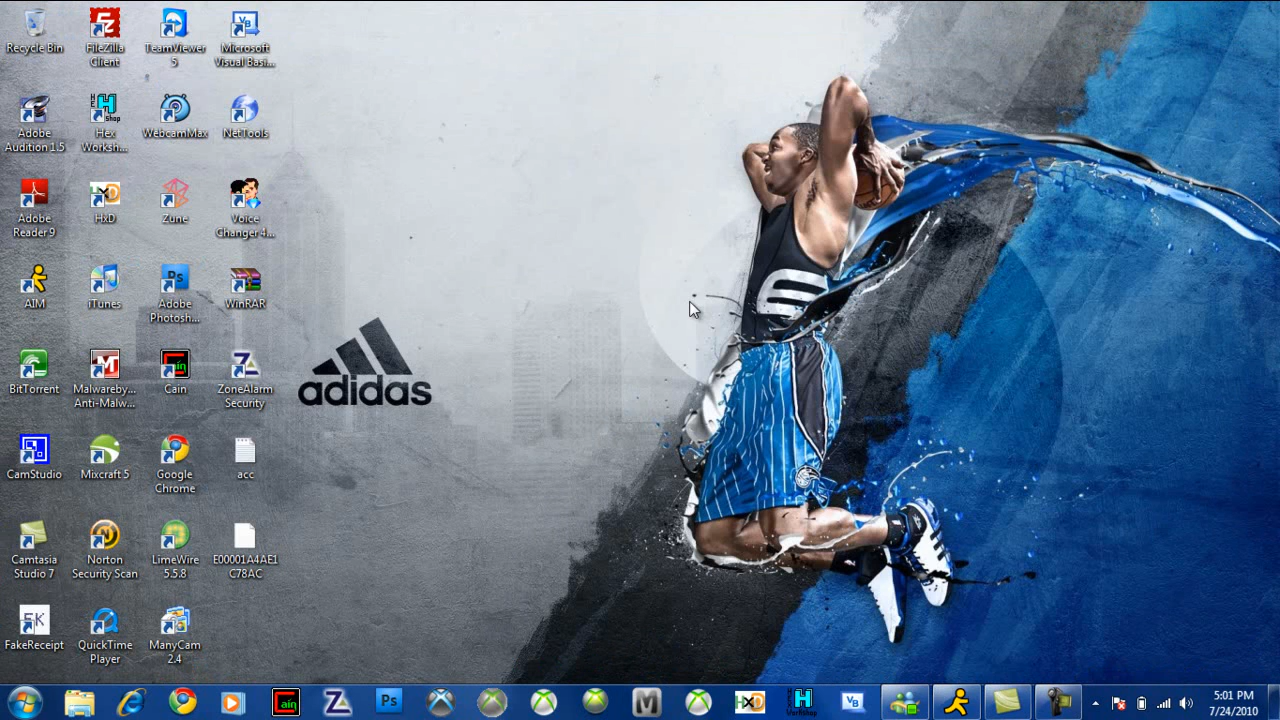 Recycle Bin
FileZilla
Client
TeamViewer
5
Microsoft
Visual Basi...
Adobe
Audition 1.5
Hex
Worksh...
WebcamMax
NetTools
Adobe
Reader 9
HxD
Zune
Voice
Changer 4...
AIM
iTunes
Adobe
Photosh...
WinRAR
BitTorrent
Malwareby...
Anti-Malw...
Cain
ZoneAlarm
Security
adidas
CamStudio
Mixcraft 5
Google
Chrome
acc
Camtasia
Studio 7
Norton
Security Scan
LimeWire
5.5.8
E00001A4AE1
C78AC
FakeReceipt
QuickTime
Player
ManyCam
2.4
5:01 PM
7/24/2010